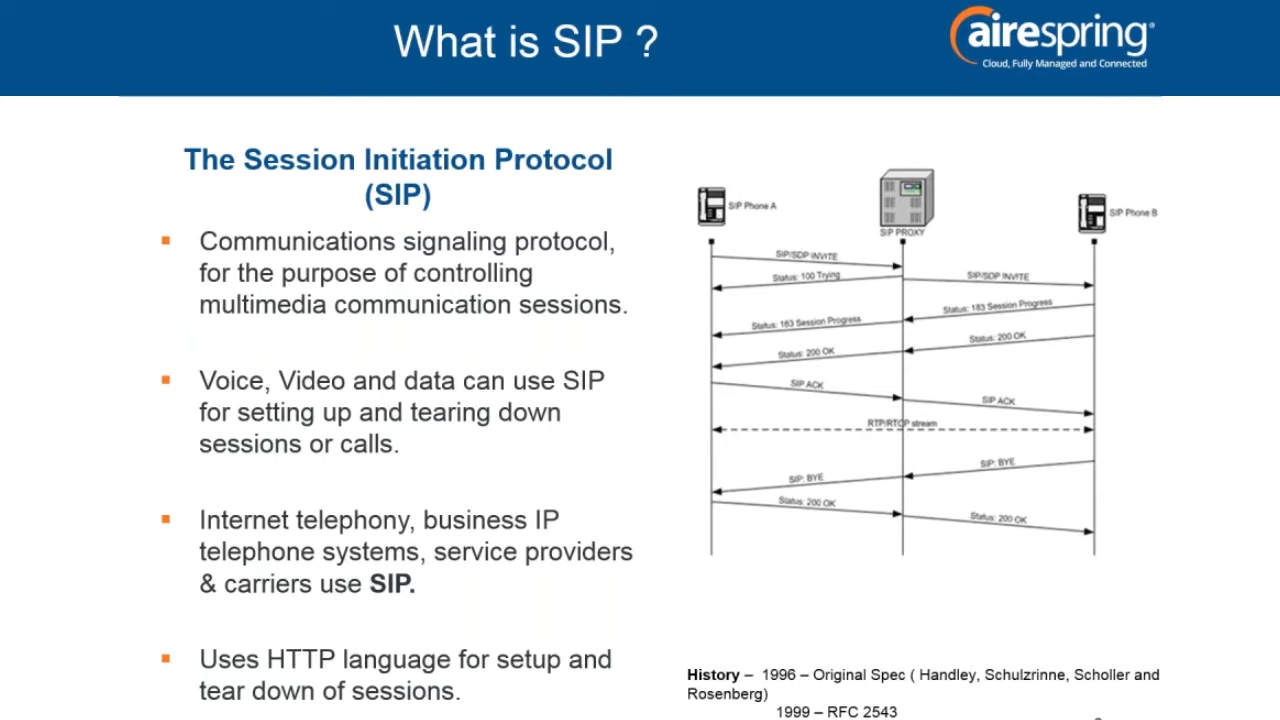 What is SIP ?
airespring
Cloud, Fully Managed and Connected
The Session Initiation Protocol
(SIP)
Communications signaling protocol,
for the purpose of controlling
multimedia communication sessions.
Voice, Video and data can use SIP
for setting up and tearing down
sessions or calls.
Internet telephony, business IP
telephone systems, service providers
& carriers use SIP.
Uses HTTP language for setup and
tear down of sessions.
SIP Phone A
SIP PROXY
SIP Phone B
SIP/SDP INVITE
Status: 100 Trying
SIP/SDP INVITE
Status: 183 Session Progress
Status: 183 Session Progress
Status: 200 OK
Status: 200 OK
SIP ACK
SIP ACK
RTP/RTCP stream
SIP: BYE
SIP: BYE
Status: 200 OK
Status: 200 OK
History – 1996 – Original Spec ( Handley, Schulzrinne, Scholler and
Rosenberg)
1999 – RFC 2543